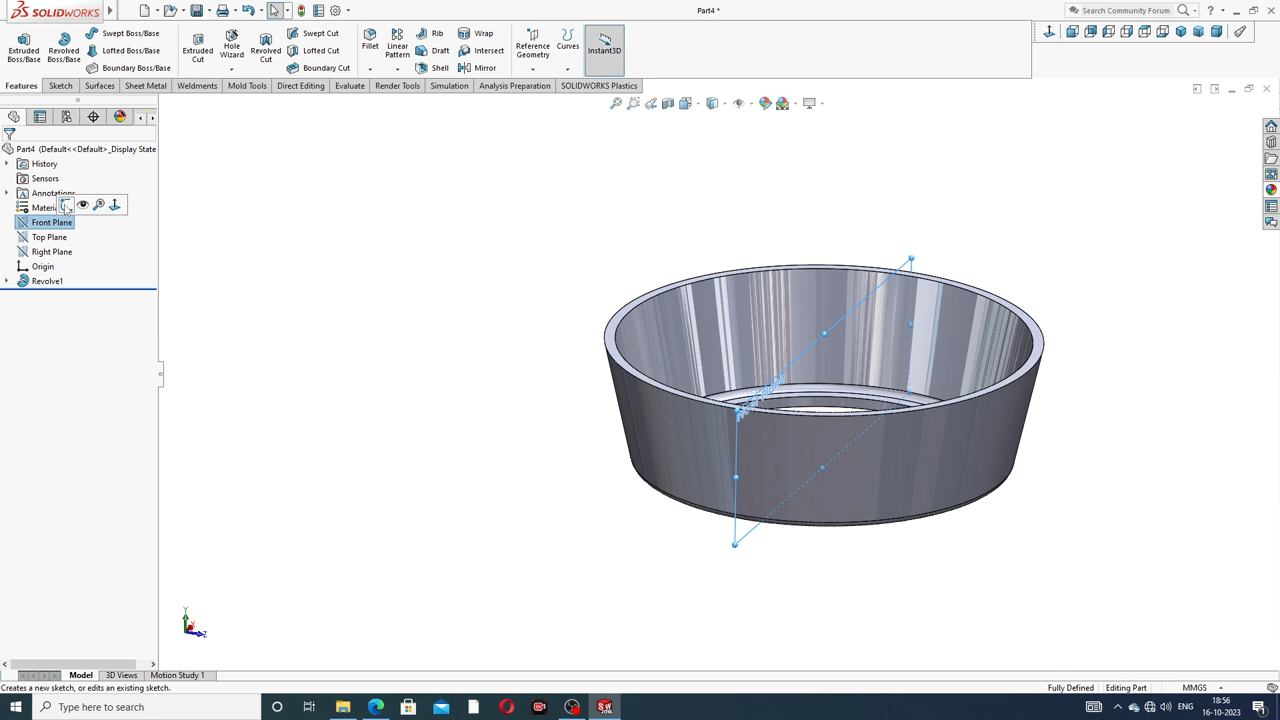 SOLIDWORKS
Part4 *
Search Community Forum
Extruded Boss/Base
Revolved Boss/Base
Swept Boss/Base
Lofted Boss/Base
Boundary Boss/Base
Extruded Cut
Hole Wizard
Revolved Cut
Swept Cut
Lofted Cut
Boundary Cut
Fillet
Linear Pattern
Rib
Draft
Shell
Wrap
Intersect
Mirror
Reference Geometry
Curves
Instant3D
Features
Sketch
Surfaces
Sheet Metal
Weldments
Mold Tools
Direct Editing
Evaluate
Render Tools
Simulation
Analysis Preparation
SOLIDWORKS Plastics
Part4 (Default<<Default>_Display State
History
Sensors
Annotations
Materi
Front Plane
Top Plane
Right Plane
Origin
Revolve1
Y
Z
Model
3D Views
Motion Study 1
Creates a new sketch, or edits an existing sketch.
Fully Defined
Editing Part
MMGS
Type here to search
ENG
18:56
16-10-2023